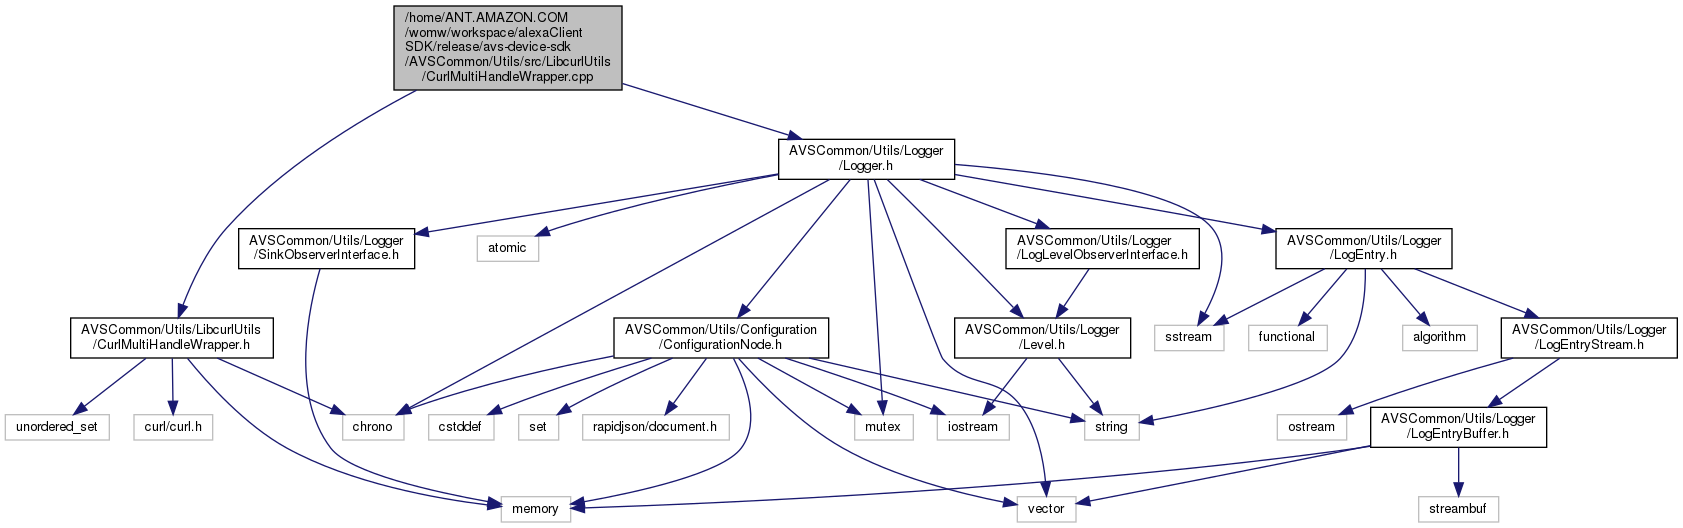 /home/ANT.AMAZON.COM
/womw/workspace/alexaClient
SDK/release/avs-device-sdk
/AVSCommon/Utils/src/LibcurlUtils
/CurlMultiHandleWrapper.cpp
AVSCommon/Utils/Logger
/Logger.h
AVSCommon/Utils/Logger
/SinkObserverInterface.h
atomic
AVSCommon/Utils/Logger
/LogLevelObserverInterface.h
AVSCommon/Utils/Logger
/LogEntry.h
AVSCommon/Utils/LibcurlUtils
/CurlMultiHandleWrapper.h
AVSCommon/Utils/Configuration
/ConfigurationNode.h
AVSCommon/Utils/Logger
/Level.h
sstream
functional
algorithm
AVSCommon/Utils/Logger
/LogEntryStream.h
unordered_set
curl/curl.h
chrono
cstddef
set
rapidjson/document.h
mutex
iostream
string
ostream
AVSCommon/Utils/Logger
/LogEntryBuffer.h
memory
vector
streambuf